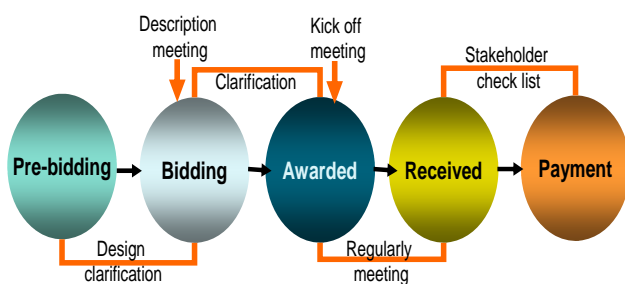 Description
meeting
Kick off
meeting
Clarification
Stakeholder
check list
Pre-bidding
Bidding
Awarded
Received
Payment
Design
clarification
Regularly
meeting